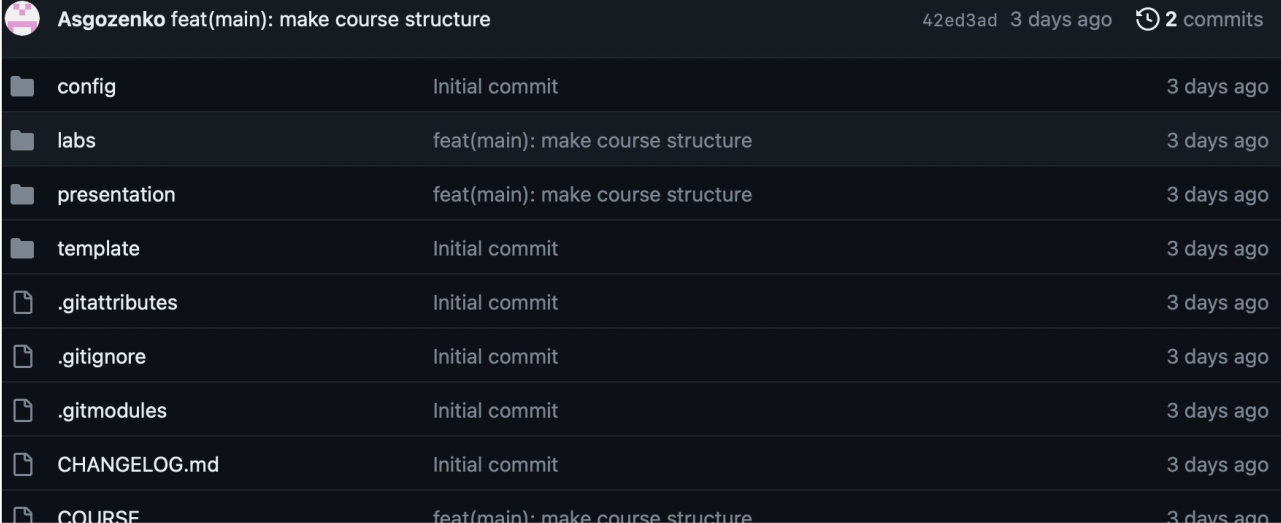 Asgozenko feat(main): make course structure 42ed3ad 3 days ago 2 commits
config Initial commit 3 days ago
labs feat(main): make course structure 3 days ago
presentation feat(main): make course structure 3 days ago
template Initial commit 3 days ago
.gitattributes Initial commit 3 days ago
.gitignore Initial commit 3 days ago
.gitmodules Initial commit 3 days ago
CHANGELOG.md Initial commit 3 days ago
COURSE feat(main): make course structure 3 days ago